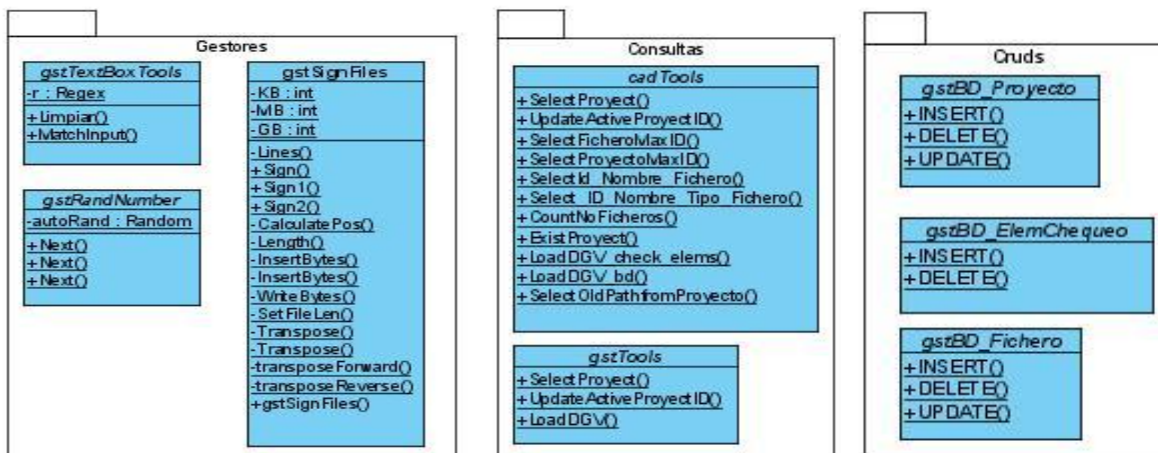 Gestores
gstTextBoxTools
-r : Regex
+Limpiar()
+MatchInput()
gstRandNumber
-autoRand : Random
+Next()
+Next()
+Next()
gstSignFiles
-KB : int
-MB : int
-GB : int
-Lines()
+Sign()
+Sign1()
+Sign2()
-CalculatePos()
-Length()
-InsertBytes()
-InsertBytes()
-WriteBytes()
-SetFileLen()
-Transpose()
-Transpose()
-transposeForward()
-transposeReverse()
+gstSignFiles()
Consultas
cadTools
+SelectProyect()
+UpdateActiveProyectID()
+SelectFicheroMaxID()
+SelectProyectoMaxID()
+SelectId_Nombre_Fichero()
+Select_ID_Nombre_Tipo_Fichero()
+CountNoFicheros()
+ExistProyect()
+LoadDGV_check_elems()
+LoadDGV_bd()
+SelectOldPathfromProyecto()
gstTools
+SelectProyect()
+UpdateActiveProyectID()
+LoadDGV()
Cruds
gstBD_Proyecto
+INSERT()
+DELETE()
+UPDATE()
gstBD_ElemChequeo
+INSERT()
+DELETE()
gstBD_Fichero
+INSERT()
+DELETE()
+UPDATE()